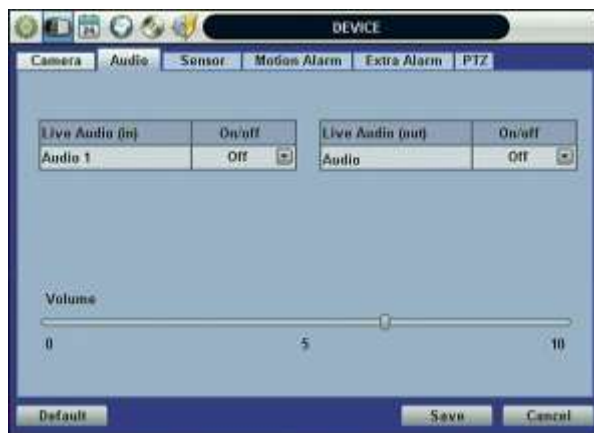 DEVICE
24
Camera Audio Sensor Motion Alarm Extra Alarm PTZ
Live Audio (in) On/off Live Audio (out) On/off
Audio 1 Off Audio Off
Volume
0 5 10
Default Save Cancel